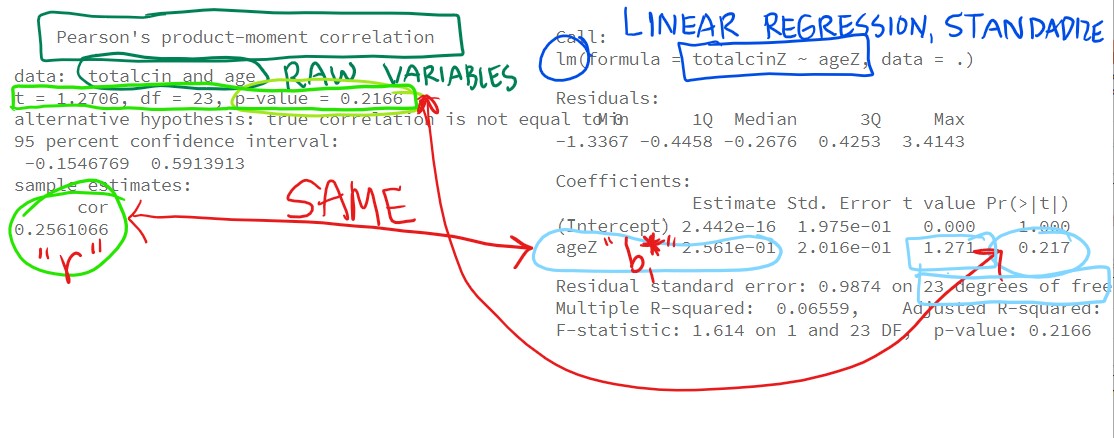 Pearson's product-moment correlation
data: totalcin and age RAW VARIABLES
t = 1.2706, df = 23, p-value = 0.2166
alternative hypothesis: true correlation is not equal to 0
95 percent confidence interval:
-0.1546769 0.5913913
sample estimates:
cor
0.2561066
"r"
SAME
LINEAR REGRESSION, STANDADIZE
Call:
lm(formula = totalcinZ ~ ageZ, data = .)
Residuals:
Min 1Q Median 3Q Max
-1.3367 -0.4458 -0.2676 0.4253 3.4143
Coefficients:
Estimate Std. Error t value Pr(>|t|)
(Intercept) 2.442e-16 1.975e-01 0.000 1.000
ageZ "b₁*" 2.561e-01 2.016e-01 1.271 0.217
Residual standard error: 0.9874 on 23 degrees of free
Multiple R-squared: 0.06559, Adjusted R-squared:
F-statistic: 1.614 on 1 and 23 DF, p-value: 0.2166